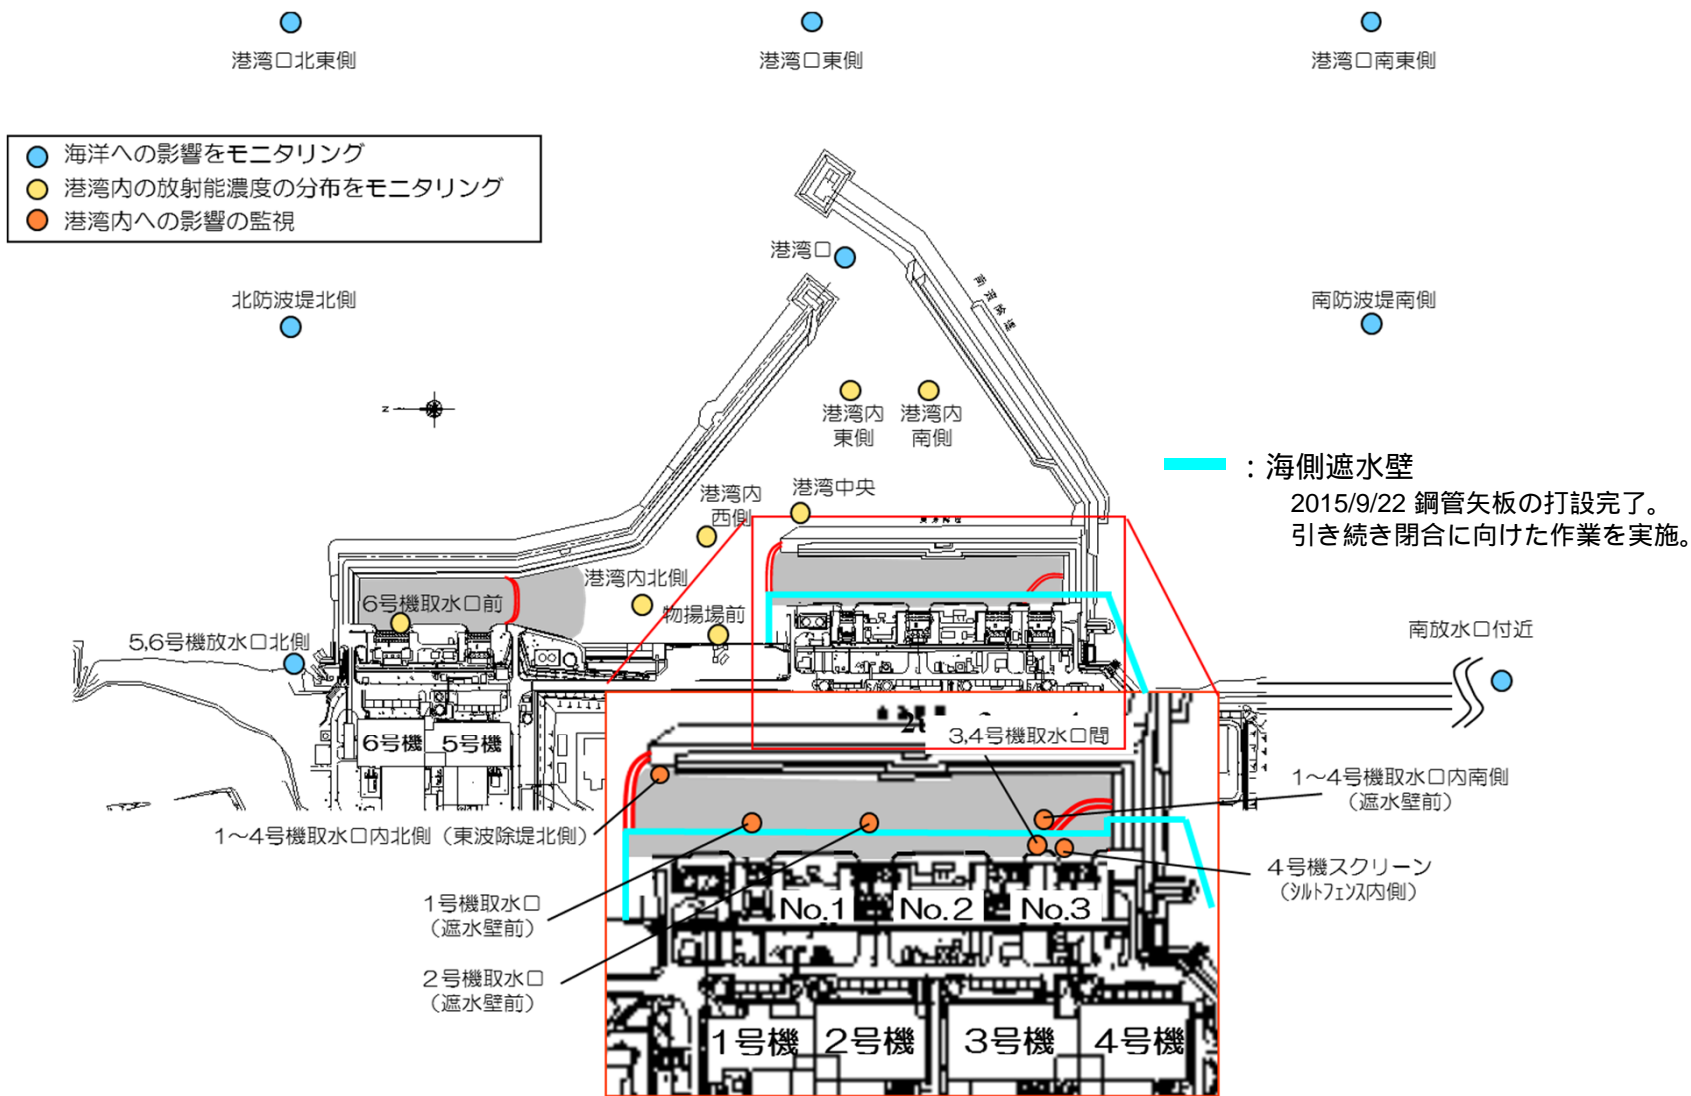 港湾口北東側
港湾口東側
港湾口南東側
海洋への影響をモニタリング
港湾内の放射能濃度の分布をモニタリング
港湾内への影響の監視
港湾口
北防波堤北側
南防波堤南側
南波除堤
港湾内
東側
港湾内
南側
Z
:海側遮水壁
2015/9/22 鋼管矢板の打設完了。
引き続き閉合に向けた作業を実施。
港湾内
西側
港湾中央
港湾内北側
6号機取水口前
物揚場前
5,6号機放水口北側
南放水口付近
6号機
5号機
3,4号機取水口間
1～4号機取水口内南側
（遮水壁前）
1～4号機取水口内北側（東波除堤北側）
4号機スクリーン
（シルトフェンス内側）
1号機取水口
（遮水壁前）
No.1
No.2
No.3
2号機取水口
（遮水壁前）
1号機
2号機
3号機
4号機